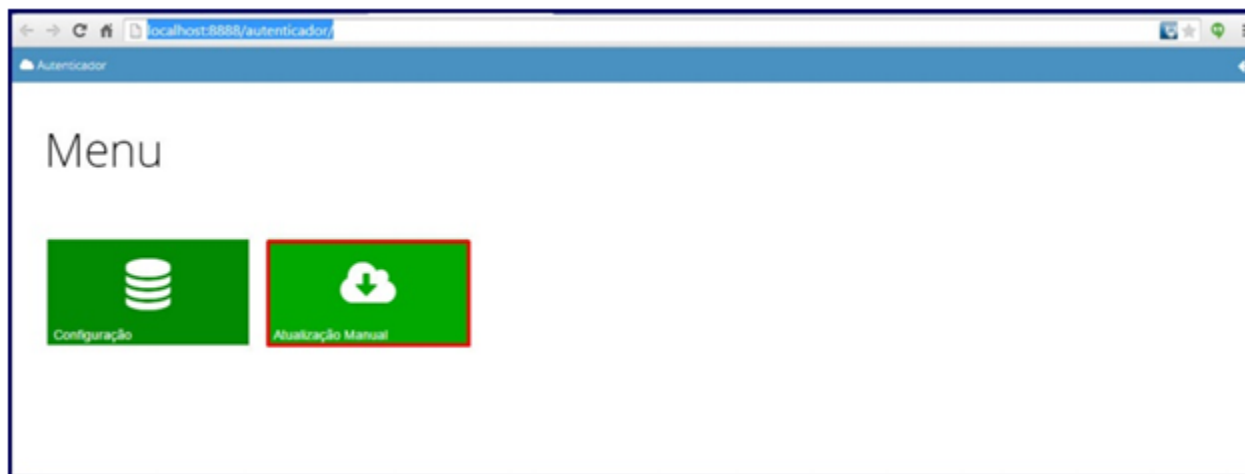 localhost:8888/autenticador/
Autenticador
Menu
Configuração
Atualização Manual